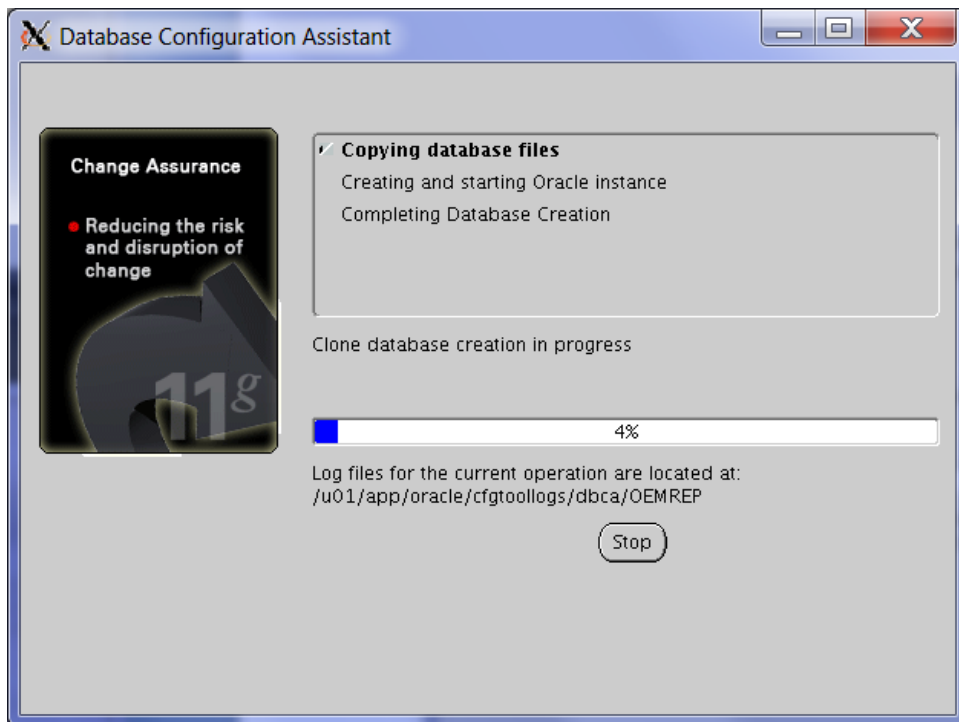 Database Configuration Assistant
Change Assurance
Reducing the risk
and disruption of
change
11g
Copying database files
Creating and starting Oracle instance
Completing Database Creation
Clone database creation in progress
4%
Log files for the current operation are located at:
/u01/app/oracle/cfgtoollogs/dbca/OEMREP
Stop